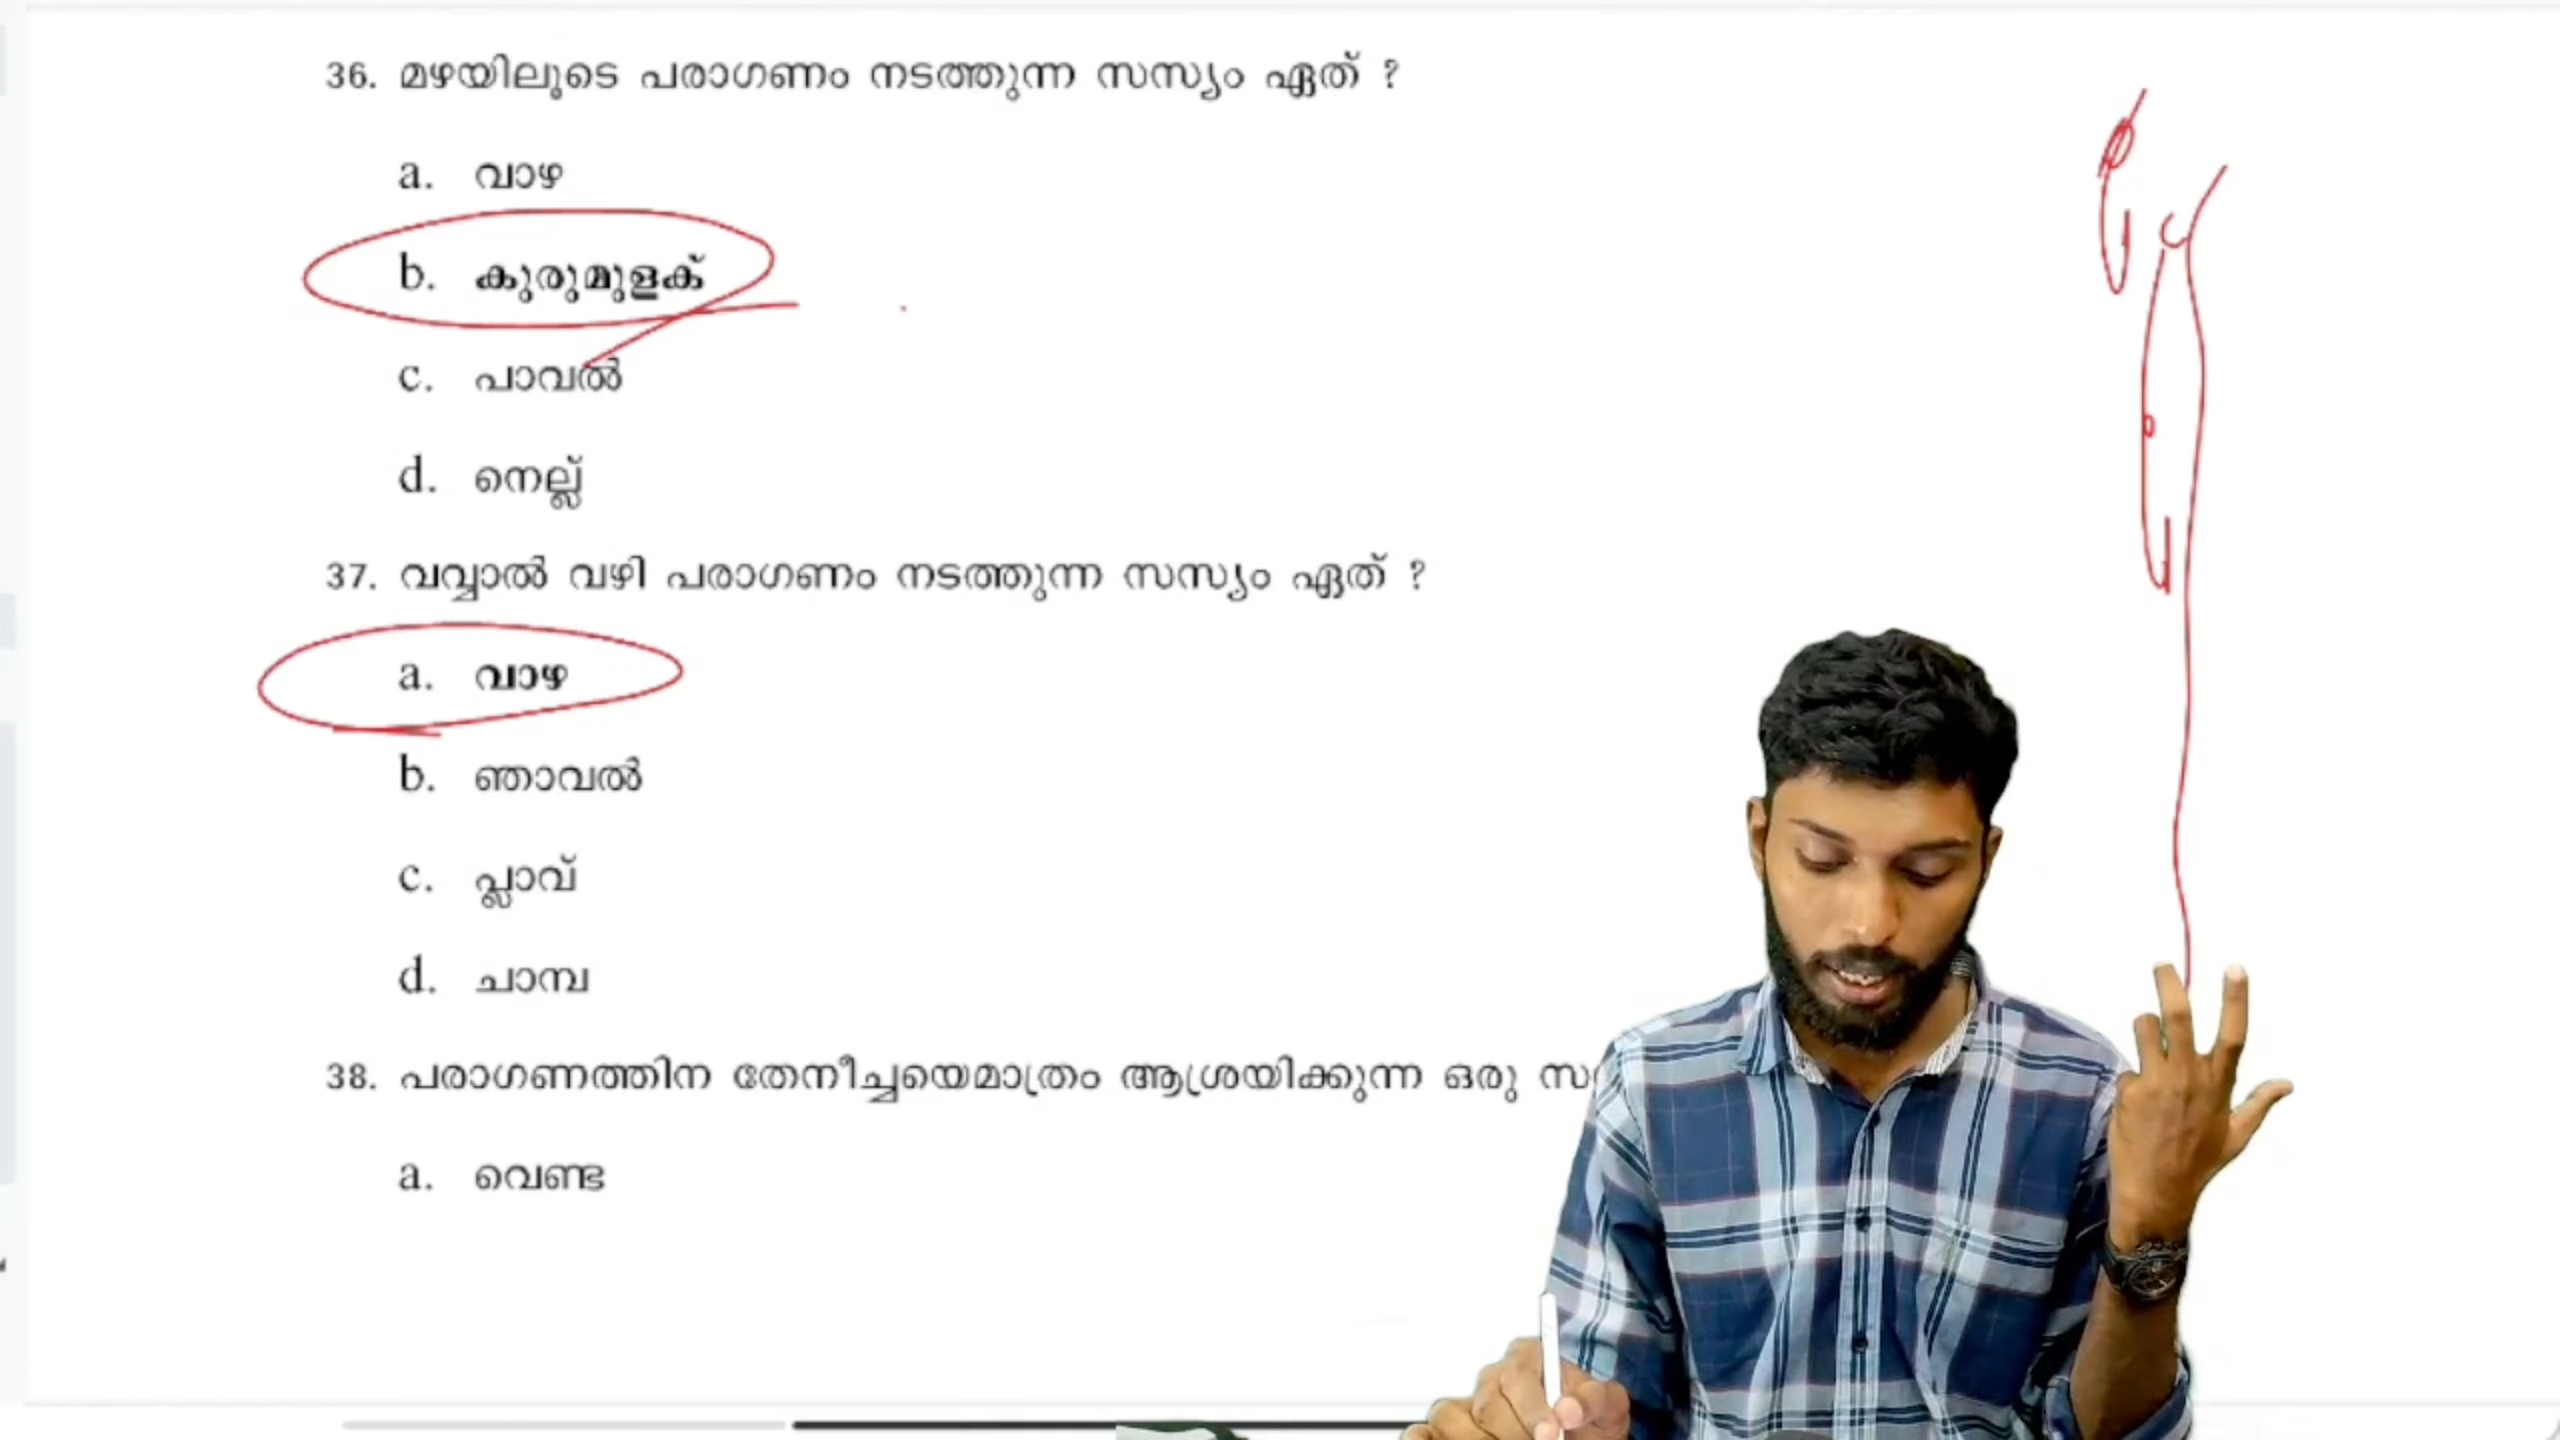 36. മഴയിലൂടെ പരാഗണം നടത്തുന്ന സസ്യം ഏത് ?
a. വാഴ
b. കുരുമുളക്
c. പാവൽ
d. നെല്ല്
37. വവ്വാൽ വഴി പരാഗണം നടത്തുന്ന സസ്യം ഏത് ?
a. വാഴ
b. ഞാവൽ
c. പ്ലാവ്
d. ചാമ്പ
38. പരാഗണത്തിന തേനീച്ചയെമാത്രം ആശ്രയിക്കുന്ന ഒരു
a. വെണ്ട